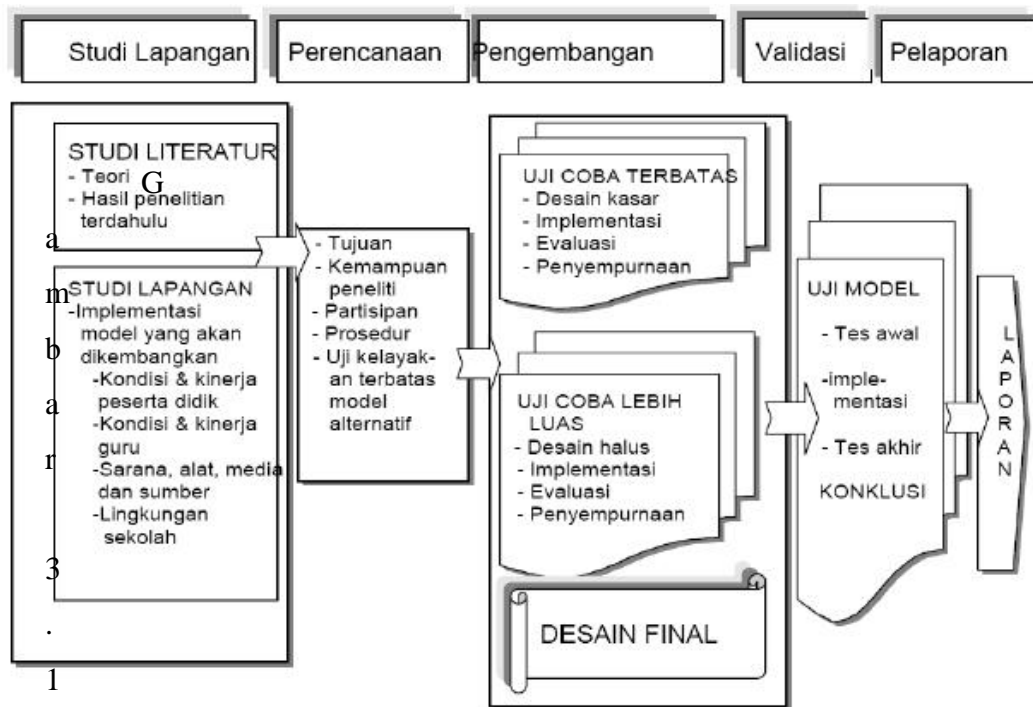 Studi Lapangan
Perencanaan
Pengembangan
Validasi
Pelaporan
STUDI LITERATUR
- Teori
- Hasil penelitian
terdahulu
STUDI LAPANGAN
-Implementasi
model yang akan
dikembangkan
-Kondisi & kinerja
peserta didik
-Kondisi & kinerja
guru
-Sarana, alat, media
dan sumber
-Lingkungan
sekolah
G
a
m
b
a
r
3
.
1
- Tujuan
- Kemampuan
peneliti
- Partisipan
- Prosedur
- Uji kelayak-
an terbatas
model
alternatif
UJI COBA TERBATAS
- Desain kasar
- Implementasi
- Evaluasi
- Penyempurnaan
UJI COBA LEBIH
LUAS
- Desain halus
- Implementasi
- Evaluasi
- Penyempurnaan
DESAIN FINAL
UJI MODEL
- Tes awal
-imple-
mentasi
- Tes akhir
KONKLUSI
LAPORAN